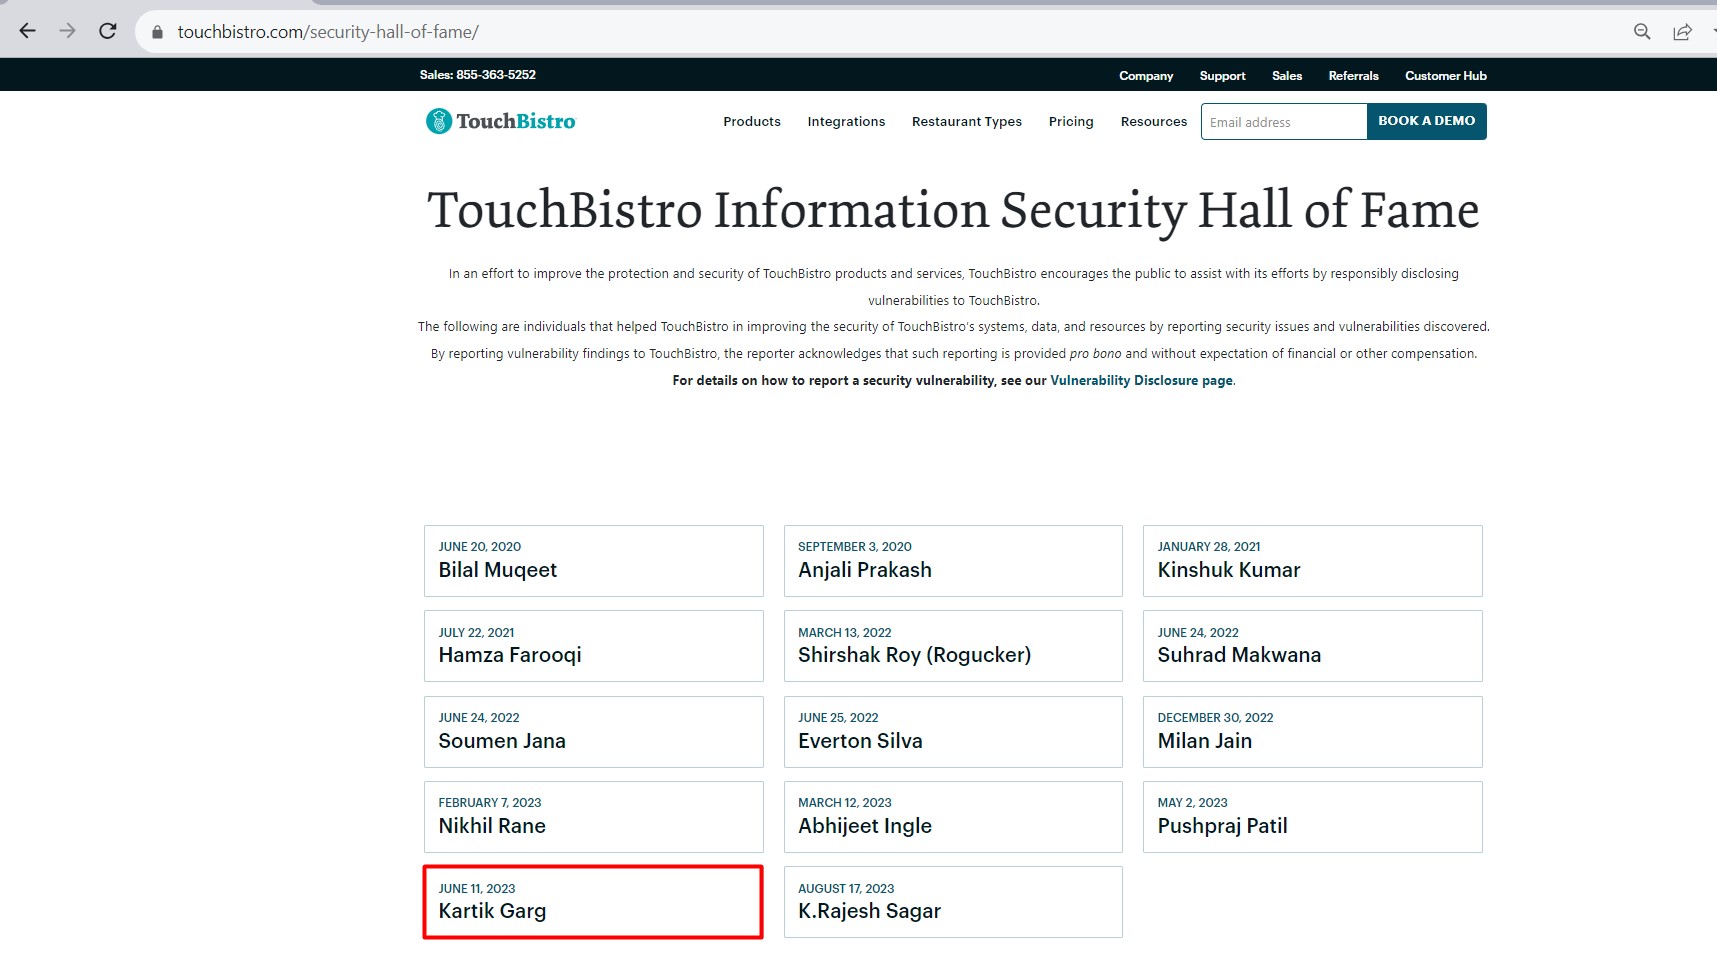 touchbistro.com/security-hall-of-fame/
Sales: 855-363-5252 Company Support Sales Referrals Customer Hub
TouchBistro Products Integrations Restaurant Types Pricing Resources Email address BOOK A DEMO
TouchBistro Information Security Hall of Fame
In an effort to improve the protection and security of TouchBistro products and services, TouchBistro encourages the public to assist with its efforts by responsibly disclosing
vulnerabilities to TouchBistro.
The following are individuals that helped TouchBistro in improving the security of TouchBistro's systems, data, and resources by reporting security issues and vulnerabilities discovered.
By reporting vulnerability findings to TouchBistro, the reporter acknowledges that such reporting is provided pro bono and without expectation of financial or other compensation.
For details on how to report a security vulnerability, see our Vulnerability Disclosure page.
JUNE 20, 2020
Bilal Muqeet
SEPTEMBER 3, 2020
Anjali Prakash
JANUARY 28, 2021
Kinshuk Kumar
JULY 22, 2021
Hamza Farooqi
MARCH 13, 2022
Shirshak Roy (Rogucker)
JUNE 24, 2022
Suhrad Makwana
JUNE 24, 2022
Soumen Jana
JUNE 25, 2022
Everton Silva
DECEMBER 30, 2022
Milan Jain
FEBRUARY 7, 2023
Nikhil Rane
MARCH 12, 2023
Abhijeet Ingle
MAY 2, 2023
Pushpraj Patil
JUNE 11, 2023
Kartik Garg
AUGUST 17, 2023
K.Rajesh Sagar